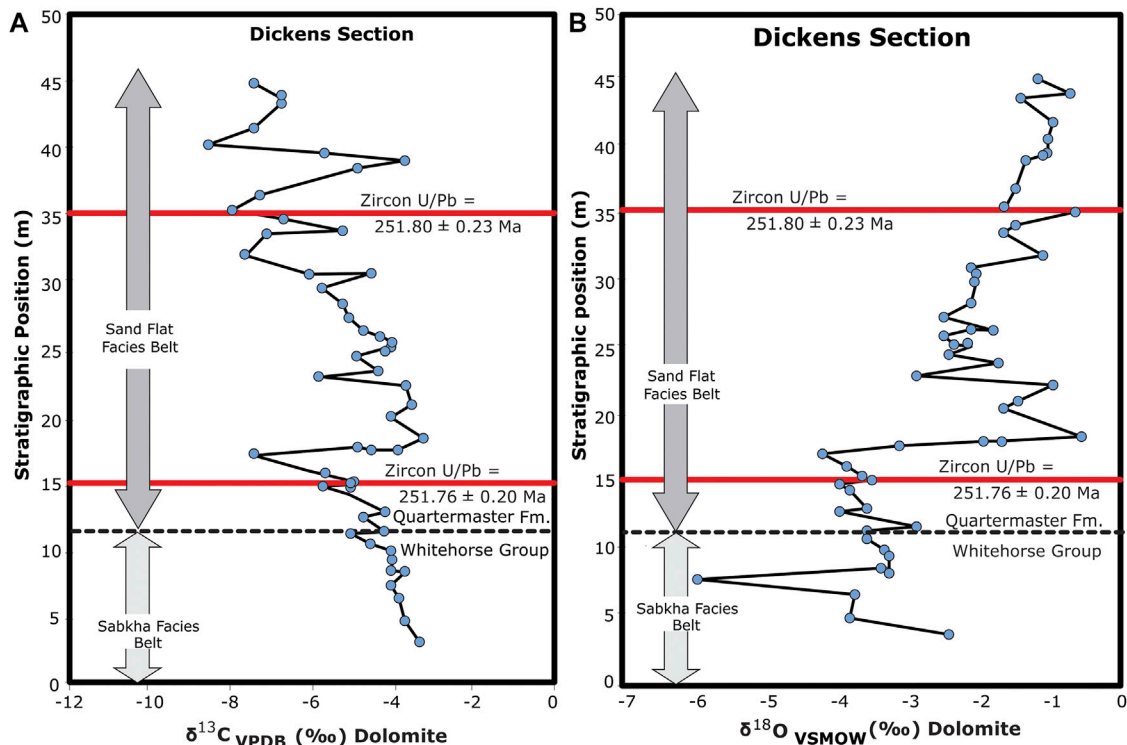 A
Dickens Section
50
45
40
35
30
25
20
15
10
5
0
Stratigraphic Position (m)
Zircon U/Pb =
251.80 ± 0.23 Ma
Sand Flat
Facies Belt
Zircon U/Pb =
251.76 ± 0.20 Ma
Quartermaster Fm.
Whitehorse Group
Sabkha Facies
Belt
-12
-10
-8
-6
-4
-2
0
δ¹³C VPDB (‰) Dolomite
B
Dickens Section
50
45
40
35
30
25
20
15
10
5
0
Stratigraphic position (m)
Zircon U/Pb =
251.80 ± 0.23 Ma
Sand Flat
Facies Belt
Zircon U/Pb =
251.76 ± 0.20 Ma
Quartermaster Fm.
Whitehorse Group
Sabkha Facies
Belt
-7
-6
-5
-4
-3
-2
-1
0
δ¹⁸O VSMOW (‰) Dolomite